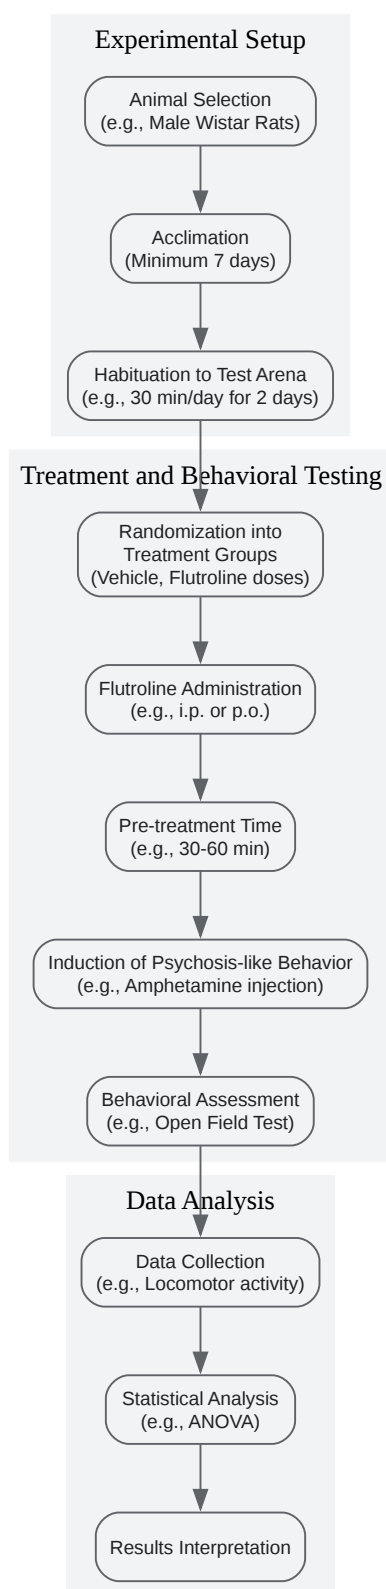 Experimental Setup
Animal Selection
(e.g., Male Wistar Rats)
Acclimation
(Minimum 7 days)
Habituation to Test Arena
(e.g., 30 min/day for 2 days)
Treatment and Behavioral Testing
Randomization into
Treatment Groups
(Vehicle, Flutroline doses)
Flutroline Administration
(e.g., i.p. or p.o.)
Pre-treatment Time
(e.g., 30-60 min)
Induction of Psychosis-like Behavior
(e.g., Amphetamine injection)
Behavioral Assessment
(e.g., Open Field Test)
Data Analysis
Data Collection
(e.g., Locomotor activity)
Statistical Analysis
(e.g., ANOVA)
Results Interpretation